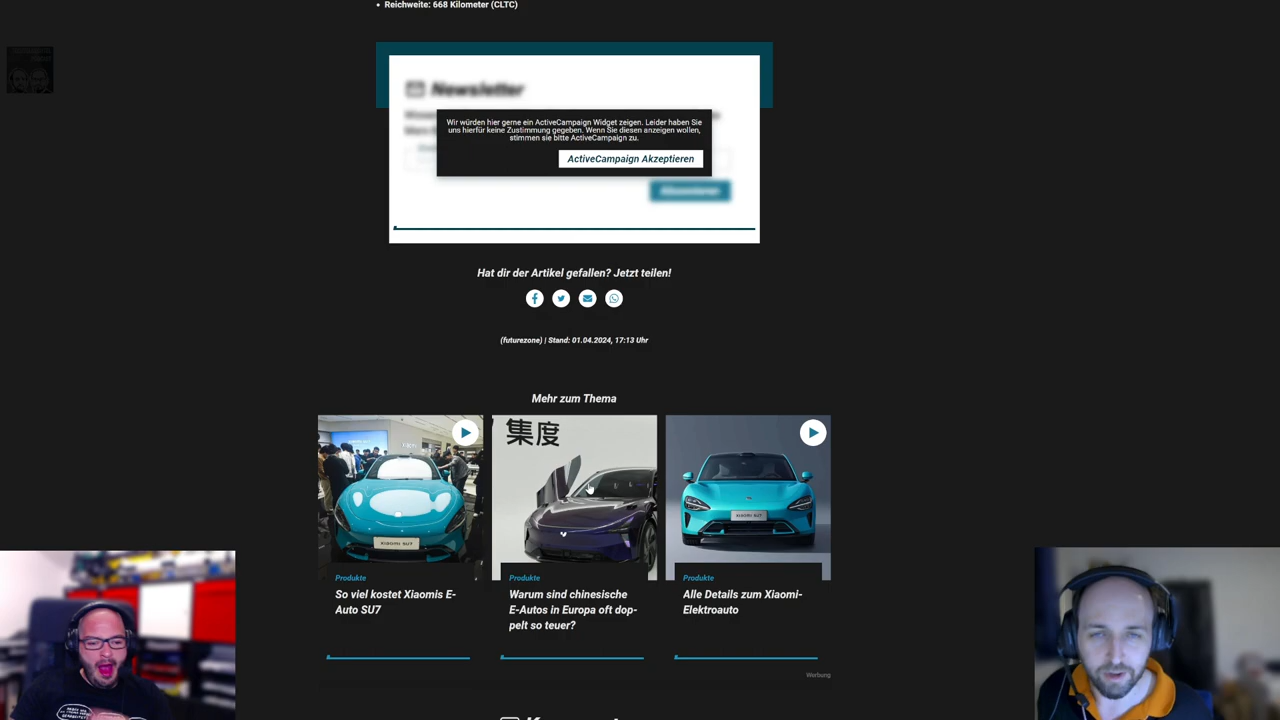 • Reichweite: 668 Kilometer (CLTC)
Newsletter
Wir würden hier gerne ein ActiveCampaign Widget zeigen. Leider haben Sie
uns hierfür keine Zustimmung gegeben. Wenn Sie diesen anzeigen wollen,
stimmen sie bitte ActiveCampaign zu.
ActiveCampaign Akzeptieren
Abonnieren
Hat dir der Artikel gefallen? Jetzt teilen!
(futurezone) | Stand: 01.04.2024, 17:13 Uhr
Mehr zum Thema
集度
XIAOMI SU7
XIAOMI SU7
Produkte
So viel kostet Xiaomis E-
Auto SU7
Produkte
Warum sind chinesische
E-Autos in Europa oft dop-
pelt so teuer?
Produkte
Alle Details zum Xiaomi-
Elektroauto
Werbung